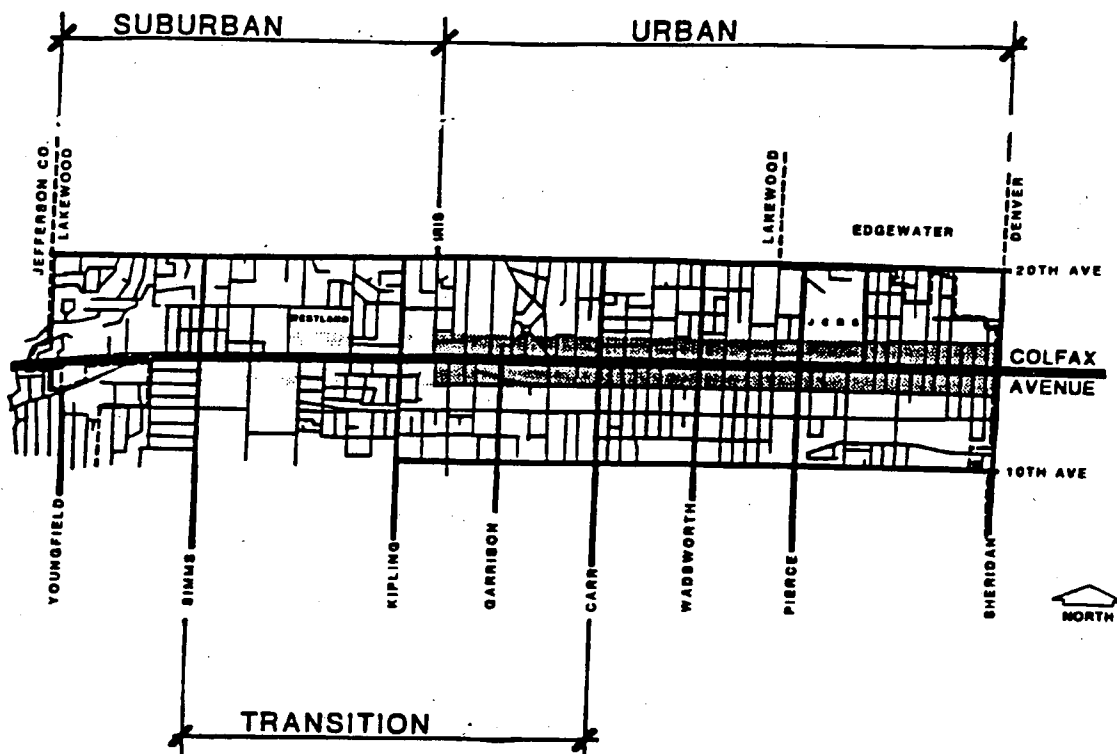 SUBURBAN
URBAN
JEFFERSON CO.
LAKEWOOD
IRIS
LAKEWOOD
EDGEWATER
DENVER
20TH AVE
WESTLAND
JCRS
COLFAX
AVENUE
10TH AVE
YOUNGFIELD
SIMMS
KIPLING
GARRISON
CARR
WADSWORTH
PIERCE
SHERIDAN
NORTH
TRANSITION